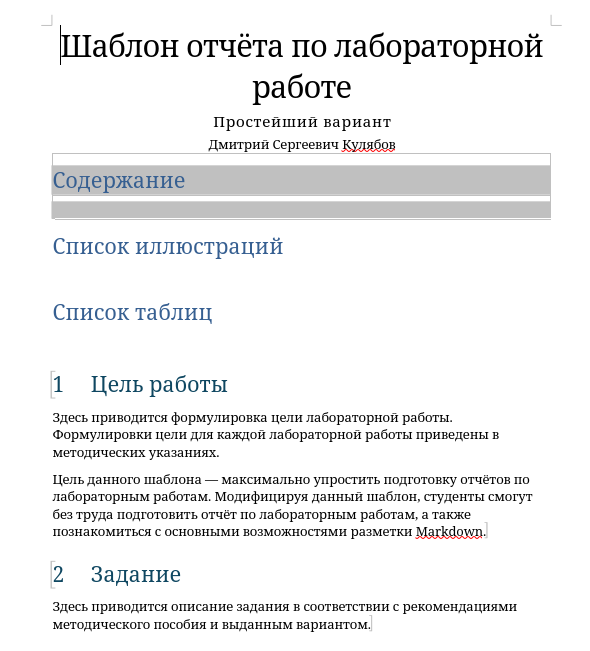 Шаблон отчёта по лабораторной
работе
Простейший вариант
Дмитрий Сергеевич Кулябов
Содержание
Список иллюстраций
Список таблиц
1 Цель работы
Здесь приводится формулировка цели лабораторной работы.
Формулировки цели для каждой лабораторной работы приведены в
методических указаниях.
Цель данного шаблона — максимально упростить подготовку отчётов по
лабораторным работам. Модифицируя данный шаблон, студенты смогут
без труда подготовить отчёт по лабораторным работам, а также
познакомиться с основными возможностями разметки Markdown.
2 Задание
Здесь приводится описание задания в соответствии с рекомендациями
методического пособия и выданным вариантом.